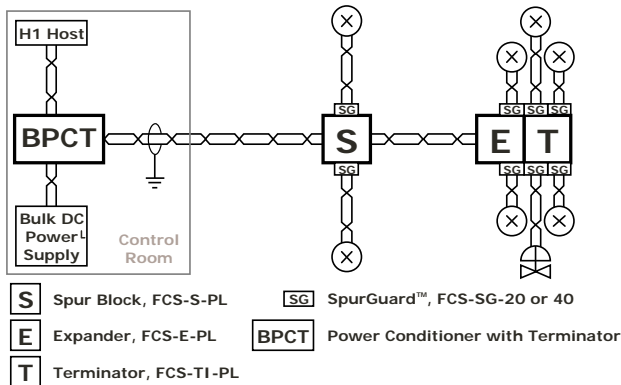 H1 Host
SG
SG SG SG
BPCT
S
E T
SG
SG SG SG
Bulk DC
Power
Supply
Control
Room
S Spur Block, FCS-S-PL
SG SpurGuard™, FCS-SG-20 or 40
E Expander, FCS-E-PL
BPCT Power Conditioner with Terminator
T Terminator, FCS-TI-PL